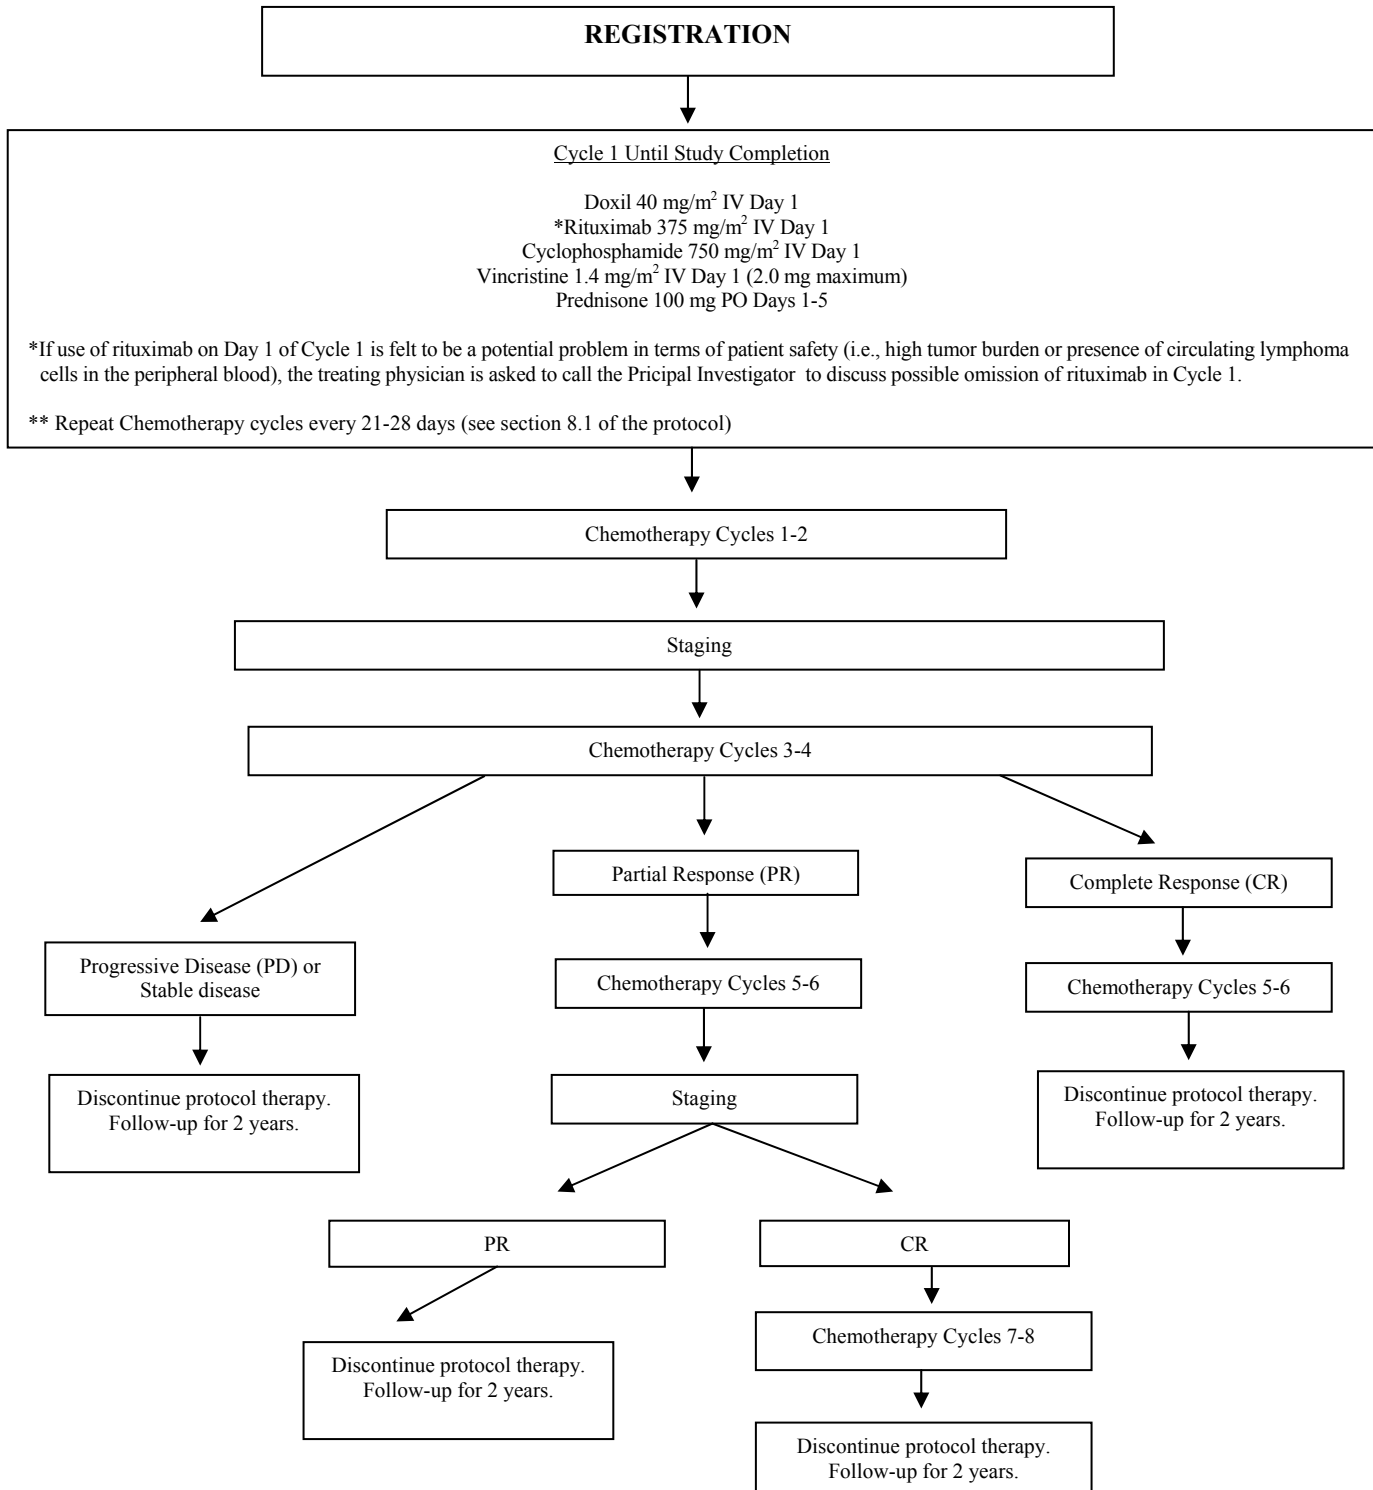 REGISTRATION
Cycle 1 Until Study Completion
Doxil 40 mg/m² IV Day 1
*Rituximab 375 mg/m² IV Day 1
Cyclophosphamide 750 mg/m² IV Day 1
Vincristine 1.4 mg/m² IV Day 1 (2.0 mg maximum)
Prednisone 100 mg PO Days 1-5
*If use of rituximab on Day 1 of Cycle 1 is felt to be a potential problem in terms of patient safety (i.e., high tumor burden or presence of circulating lymphoma
cells in the peripheral blood), the treating physician is asked to call the Pricipal Investigator to discuss possible omission of rituximab in Cycle 1.
** Repeat Chemotherapy cycles every 21-28 days (see section 8.1 of the protocol)
Chemotherapy Cycles 1-2
Staging
Chemotherapy Cycles 3-4
Partial Response (PR)
Complete Response (CR)
Progressive Disease (PD) or
Stable disease
Chemotherapy Cycles 5-6
Chemotherapy Cycles 5-6
Discontinue protocol therapy.
Follow-up for 2 years.
Staging
Discontinue protocol therapy.
Follow-up for 2 years.
PR
CR
Discontinue protocol therapy.
Follow-up for 2 years.
Chemotherapy Cycles 7-8
Discontinue protocol therapy.
Follow-up for 2 years.